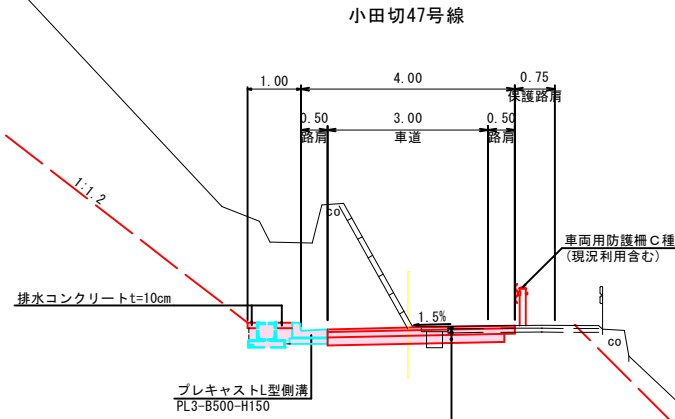 小田切47号線
1.00
4.00
0.75
保護路肩
0.50
3.00
0.50
路肩
車道
路肩
1:1.2
co
車両用防護柵C種
(現況利用含む)
排水コンクリートt=10cm
1.5%
co
プレキャストL型側溝
PL3-B500-H150